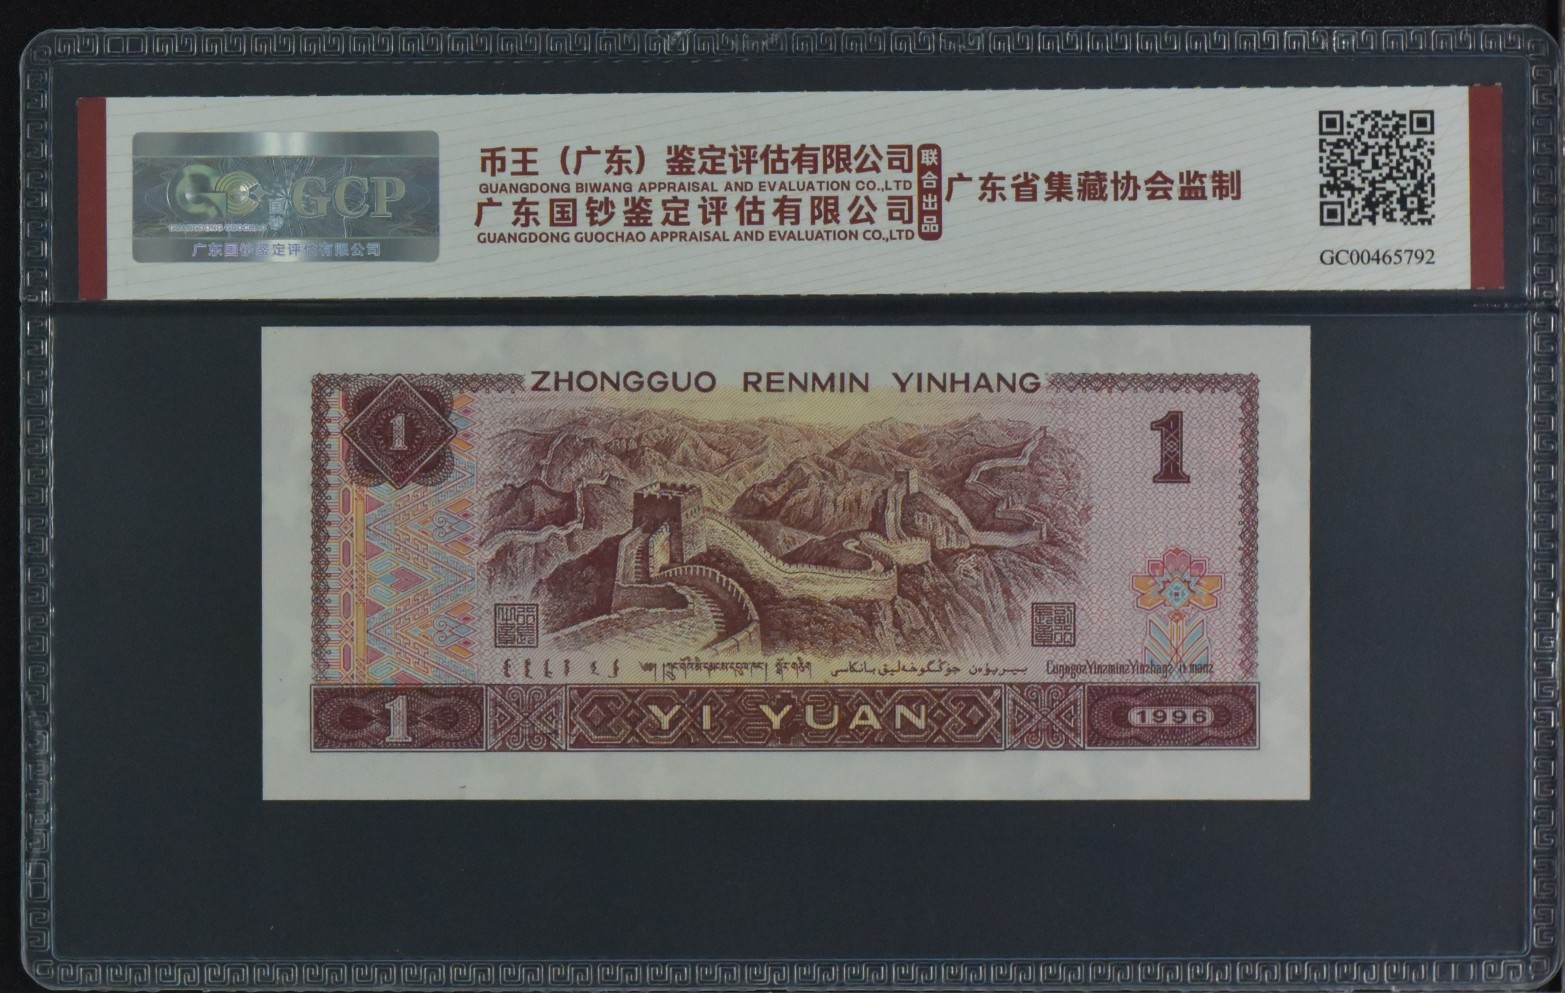 GCP
GUANGDONG GUOCHAO
广东国钞鉴定评估有限公司
币王（广东）鉴定评估有限公司
GUANGDONG BIWANG APPRAISAL AND EVALUATION CO.,LTD
广东国钞鉴定评估有限公司
GUANGDONG GUOCHAO APPRAISAL AND EVALUATION CO.,LTD
联合出品
广东省集藏协会监制
GC00465792
ZHONGGUO RENMIN YINHANG
1
1
1
YI YUAN
1996